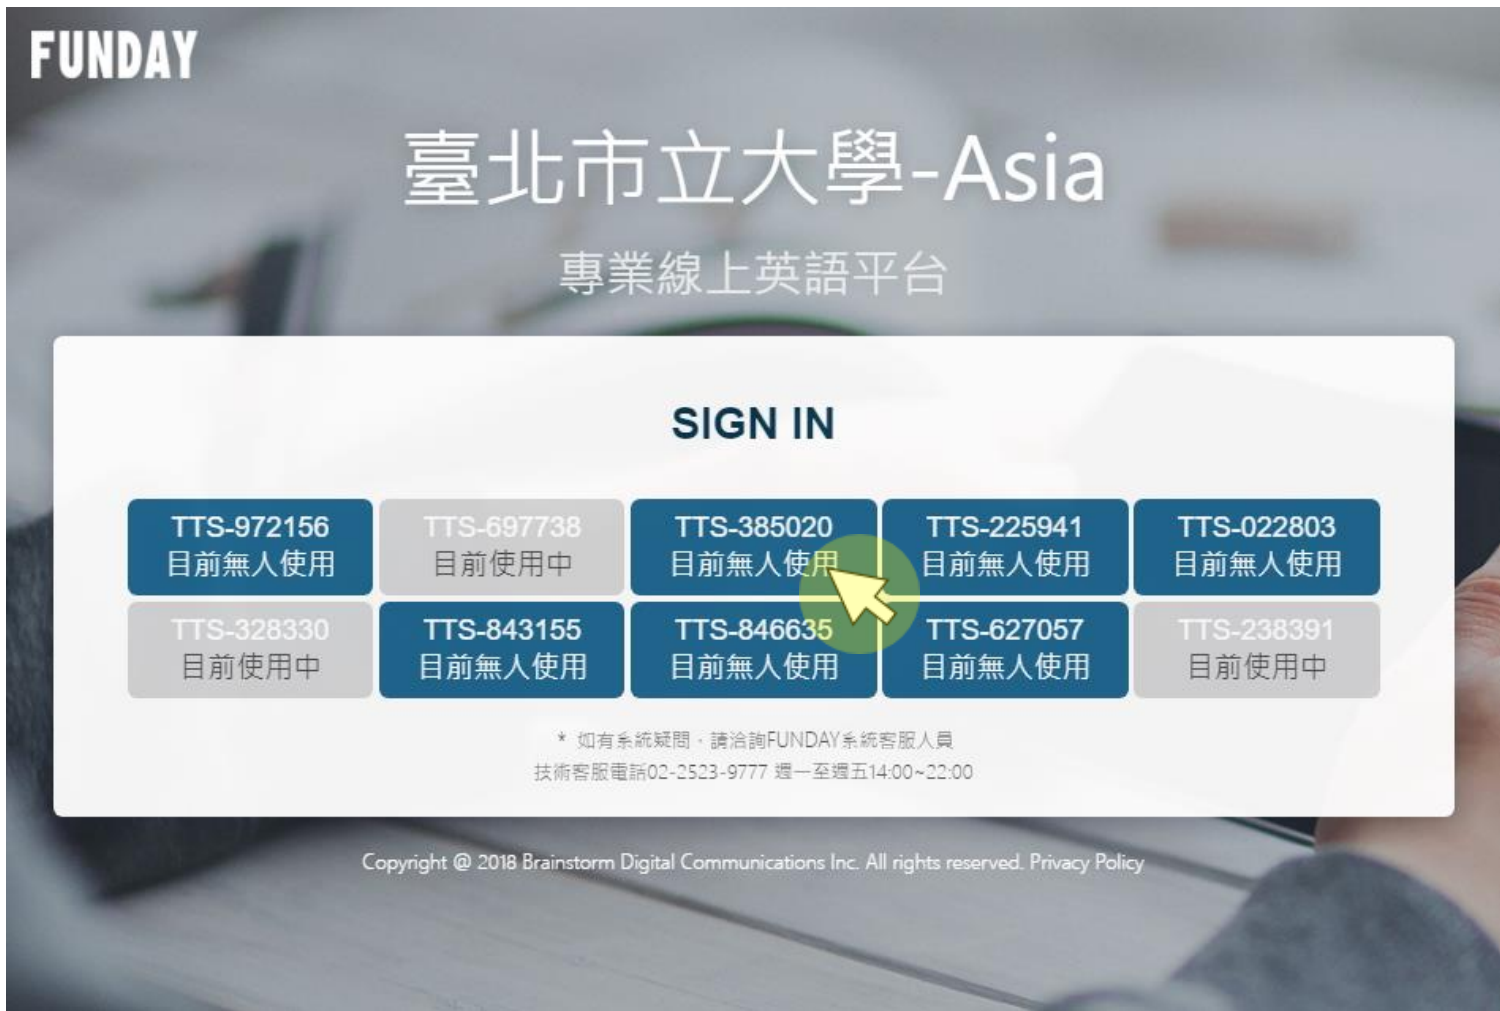 FUNDAY
臺北市立大學-Asia
專業線上英語平台
SIGN IN
TTS-972156
目前無人使用
TTS-697738
目前使用中
TTS-385020
目前無人使用
TTS-225941
目前無人使用
TTS-022803
目前無人使用
TTS-328330
目前使用中
TTS-843155
目前無人使用
TTS-846635
目前無人使用
TTS-627057
目前無人使用
TTS-238391
目前使用中
* 如有系統疑問，請洽詢FUNDAY系統客服人員
技術客服電話02-2523-9777 週一至週五14:00~22:00
Copyright @ 2018 Brainstorm Digital Communications Inc. All rights reserved. Privacy Policy